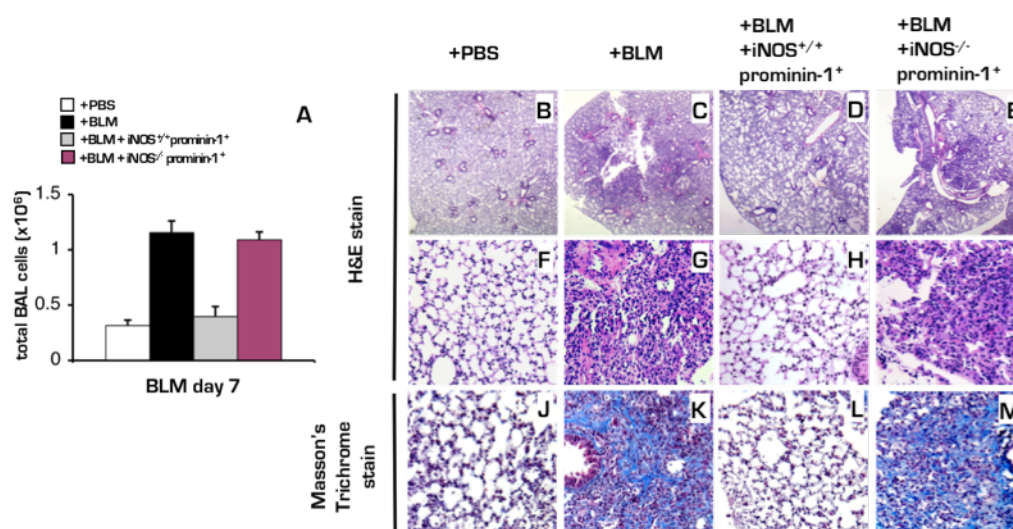 +PBS
+BLM
+BLM
+iNOS+/+
prominin-1+
+BLM
+iNOS-/-
prominin-1+
+PBS
+BLM
+BLM + iNOS+/+prominin-1+
+BLM + iNOS-/- prominin-1+
A
total BAL cells (x10⁶)
1.5
1
0.5
0
BLM day 7
H&E stain
B
C
D
E
F
G
H
J
K
L
M
Masson's
Trichrome
stain